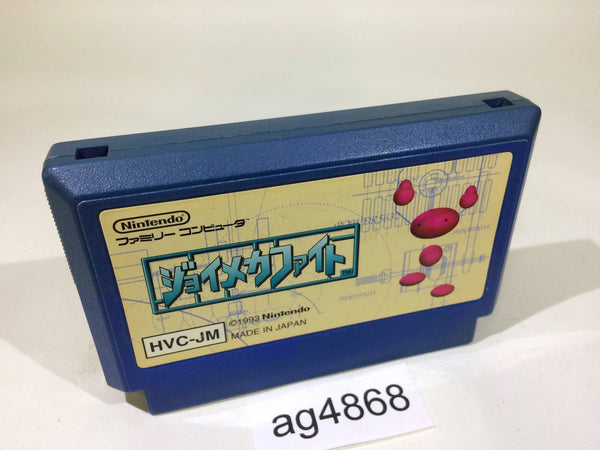 Nintendo
ファミリー コンピュータ
ジョイメカファイト
©1993 Nintendo
HVC-JM
MADE IN JAPAN
ag4868